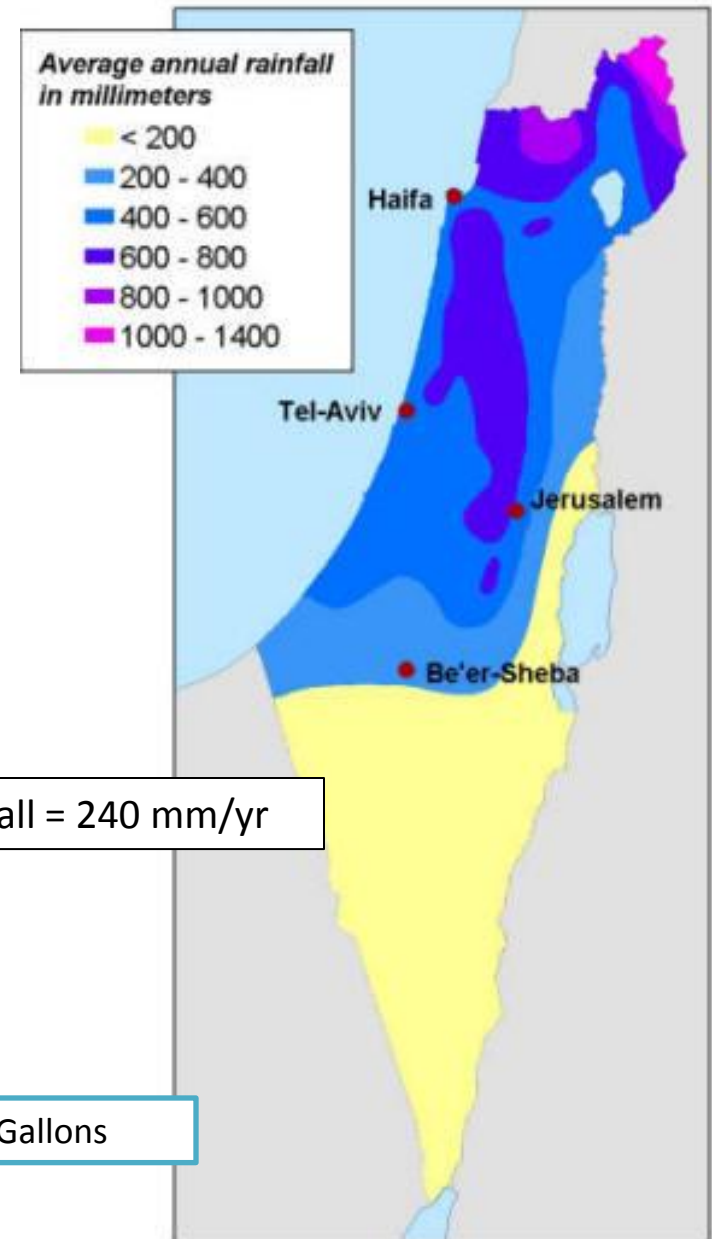 Average annual rainfall
in millimeters
< 200
200 - 400
400 - 600
600 - 800
800 - 1000
1000 - 1400
Haifa
Tel-Aviv
Jerusalem
Be'er-Sheba
all = 240 mm/yr
Gallons